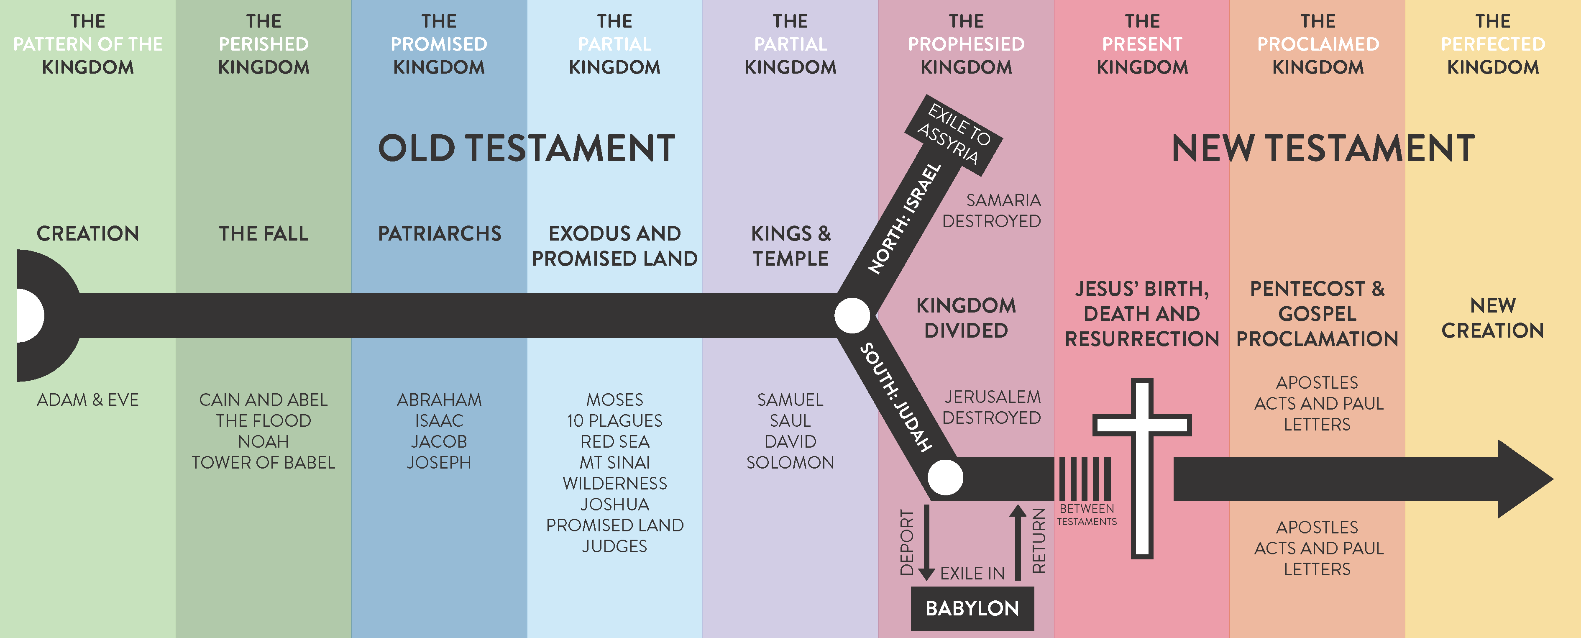 THE
PATTERN OF THE
KINGDOM
THE
PERISHED
KINGDOM
THE
PROMISED
KINGDOM
THE
PARTIAL
KINGDOM
THE
PARTIAL
KINGDOM
THE
PROPHESIED
KINGDOM
THE
PRESENT
KINGDOM
THE
PROCLAIMED
KINGDOM
THE
PERFECTED
KINGDOM
OLD TESTAMENT
NEW TESTAMENT
CREATION
ADAM & EVE
THE FALL
CAIN AND ABEL
THE FLOOD
NOAH
TOWER OF BABEL
PATRIARCHS
ABRAHAM
ISAAC
JACOB
JOSEPH
EXODUS AND
PROMISED LAND
MOSES
10 PLAGUES
RED SEA
MT SINAI
WILDERNESS
JOSHUA
PROMISED LAND
JUDGES
KINGS &
TEMPLE
SAMUEL
SAUL
DAVID
SOLOMON
EXILE TO
ASSYRIA
NORTH: ISRAEL
SAMARIA
DESTROYED
KINGDOM
DIVIDED
SOUTH: JUDAH
JERUSALEM
DESTROYED
DEPORT
EXILE IN
BABYLON
RETURN
JESUS' BIRTH,
DEATH AND
RESURRECTION
BETWEEN
TESTAMENTS
PENTECOST &
GOSPEL
PROCLAMATION
APOSTLES
ACTS AND PAUL
LETTERS
APOSTLES
ACTS AND PAUL
LETTERS
NEW
CREATION